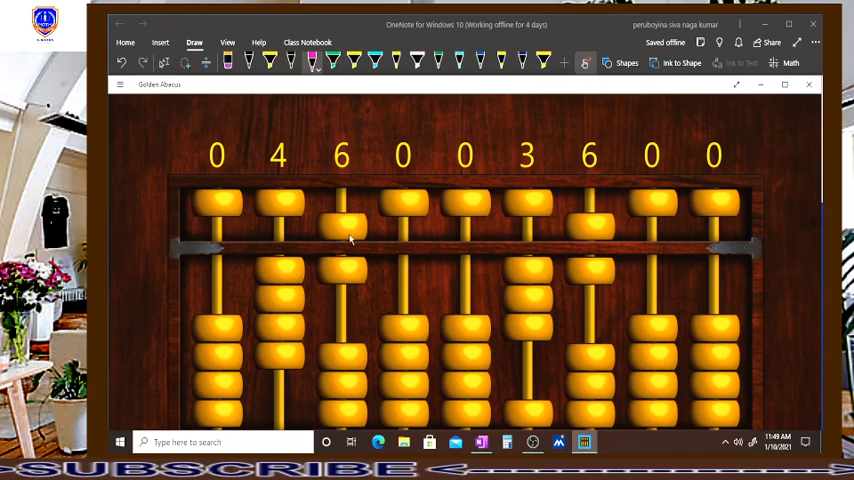 OneNote for Windows 10 (Working offline for 4 days)
peruboyina siva naga kumar
Home Insert Draw View Help Class Notebook
Saved offline Share
Shapes Ink to Shape Ink to Text Math
Golden Abacus
0 4 6 0 0 3 6 0 0
Type here to search
11:49 AM
1/10/2021
SUBSCRIBE